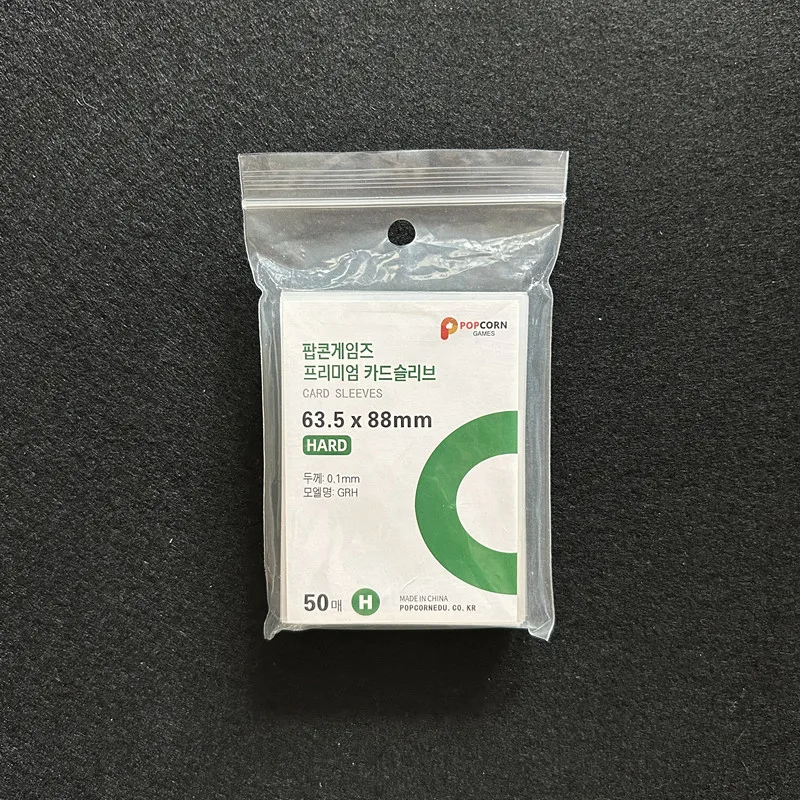 POPCORN
GAMES
팝콘게임즈
프리미엄 카드슬리브
CARD SLEEVES
63.5 x 88mm
HARD
두께: 0.1mm
모엘명: GRH
50매 H
MADE IN CHINA
POPCORNEDU.CO.KR